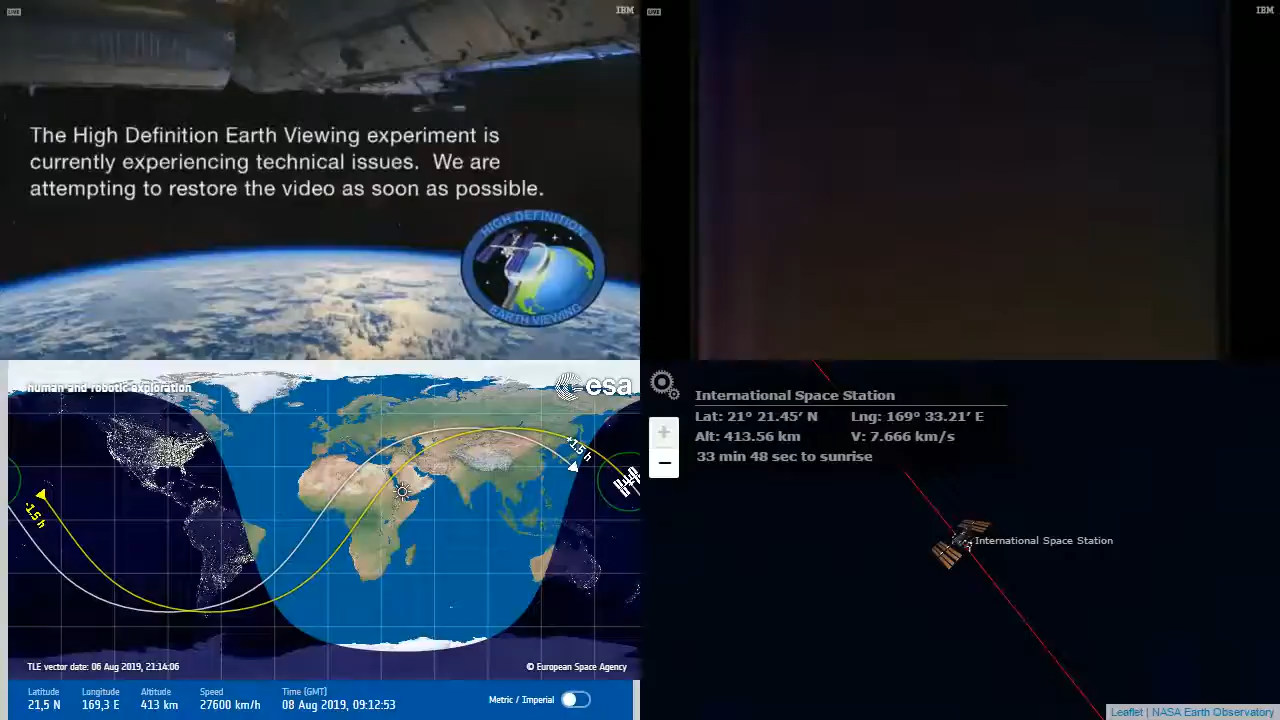 LIVE
IBM
The High Definition Earth Viewing experiment is
currently experiencing technical issues. We are
attempting to restore the video as soon as possible.
HIGH DEFINITION
EARTH VIEWING
LIVE
IBM
human and robotic exploration
esa
+1.5 h
-1.5 h
TLE vector date: 06 Aug 2019, 21:14:06
© European Space Agency
Latitude
21,5 N
Longitude
169,3 E
Altitude
413 km
Speed
27600 km/h
Time (GMT)
08 Aug 2019, 09:12:53
Metric / Imperial
+
−
International Space Station
Lat: 21° 21.45′ N Lng: 169° 33.21′ E
Alt: 413.56 km V: 7.666 km/s
33 min 48 sec to sunrise
International Space Station
Leaflet | NASA Earth Observatory